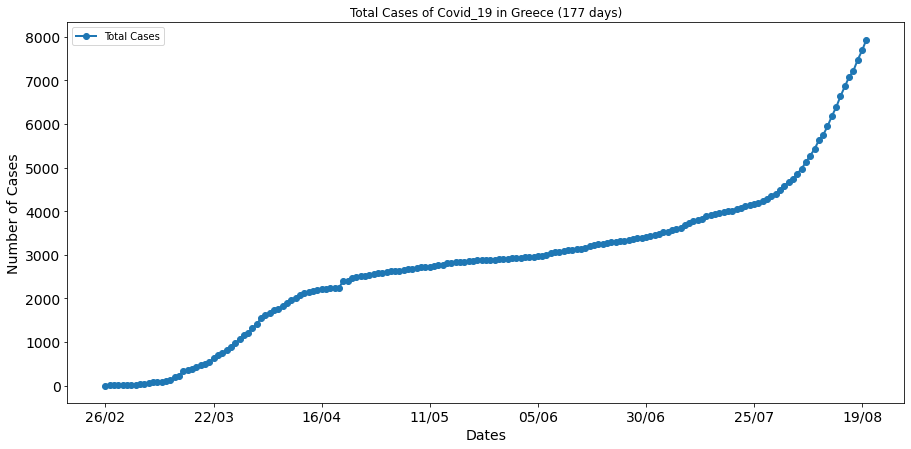 Total Cases of Covid_19 in Greece (177 days)
Total Cases
8000
7000
6000
5000
4000
3000
2000
1000
0
Number of Cases
26/02 22/03 16/04 11/05 05/06 30/06 25/07 19/08
Dates